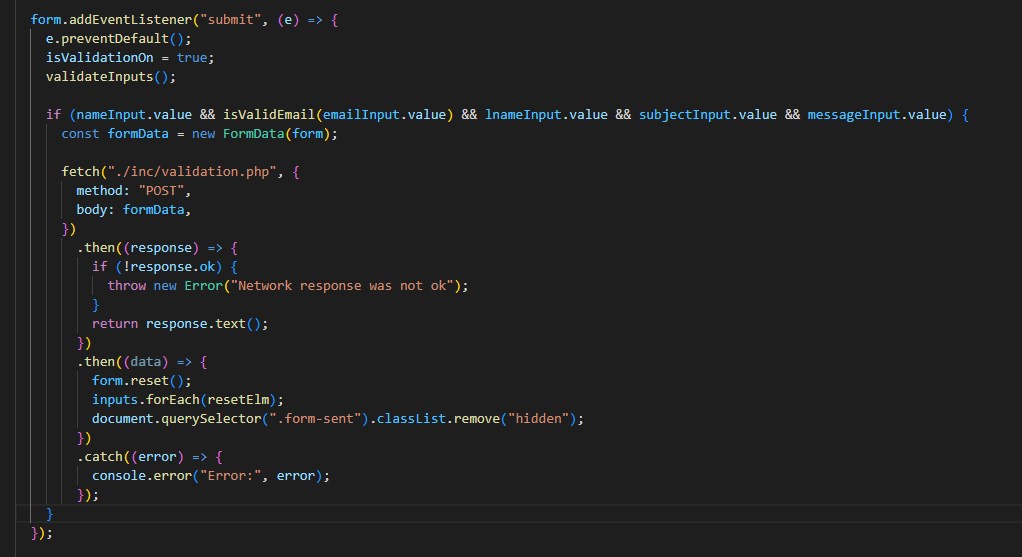 form.addEventListener("submit", (e) => {
e.preventDefault();
isValidationOn = true;
validateInputs();
if (nameInput.value && isValidEmail(emailInput.value) && lnameInput.value && subjectInput.value && messageInput.value) {
const formData = new FormData(form);
fetch("./inc/validation.php", {
method: "POST",
body: formData,
})
.then((response) => {
if (!response.ok) {
throw new Error("Network response was not ok");
}
return response.text();
})
.then((data) => {
form.reset();
inputs.forEach(resetElm);
document.querySelector(".form-sent").classList.remove("hidden");
})
.catch((error) => {
console.error("Error:", error);
});
}
});